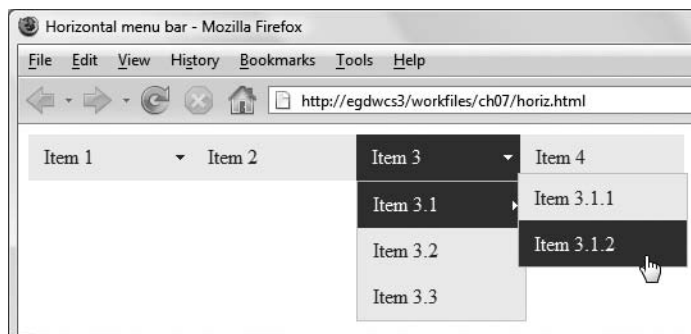 Horizontal menu bar - Mozilla Firefox
File Edit View History Bookmarks Tools Help
http://egdwcs3/workfiles/ch07/horiz.html
Item 1 Item 2 Item 3 Item 4
Item 3.1 Item 3.1.1
Item 3.2 Item 3.1.2
Item 3.3